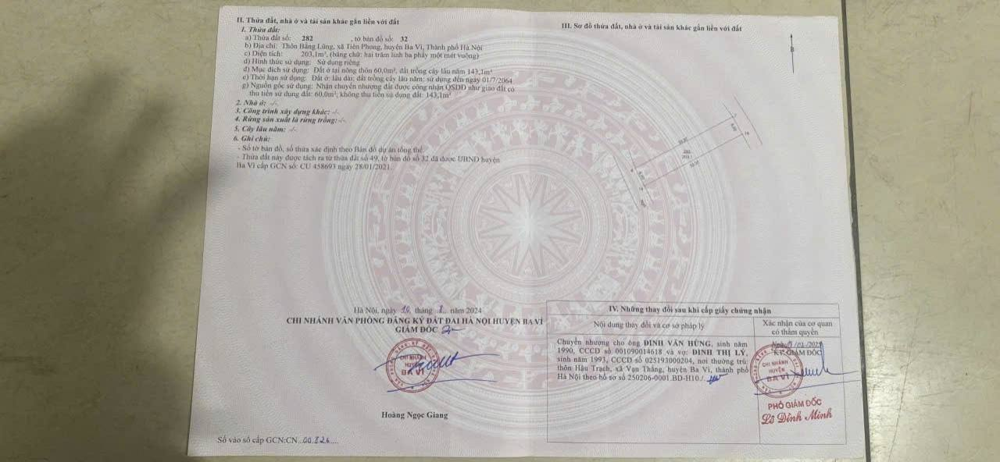 II. Thửa đất, nhà ở và tài sản khác gắn liền với đất
1. Thửa đất:
a) Thửa đất số: 282 , tờ bản đồ số: 32
b) Địa chỉ: Thôn Bằng Lũng, xã Tiên Phong, huyện Ba Vì, Thành phố Hà Nội
c) Diện tích: 203,1m², (bằng chữ: hai trăm linh ba phẩy một mét vuông)
d) Hình thức sử dụng: Sử dụng riêng
đ) Mục đích sử dụng: Đất ở tại nông thôn 60,0m², đất trồng cây lâu năm 143,1m²
e) Thời hạn sử dụng: Đất ở: lâu dài; đất trồng cây lâu năm: sử dụng đến ngày 01/7/2064
g) Nguồn gốc sử dụng: Nhận chuyển nhượng đất được công nhận QSDĐ như giao đất có
thu tiền sử dụng đất: 60,0m²; không thu tiền sử dụng đất: 143,1m²
2. Nhà ở: -/-
3. Công trình xây dựng khác: -/-
4. Rừng sản xuất là rừng trồng: -/-
5. Cây lâu năm: -/-
6. Ghi chú:
- Số tờ bản đồ, số thửa xác định theo Bản đồ dự án tổng thể.
- Thửa đất này được tách ra từ thửa đất số 49, tờ bản đồ số 32 đã được UBND huyện
Ba Vì cấp GCN số: CU 458693 ngày 28/01/2021.
Hà Nội, ngày tháng năm 2024
CHI NHÁNH VĂN PHÒNG ĐĂNG KÝ ĐẤT ĐAI HÀ NỘI HUYỆN BA VÌ
GIÁM ĐỐC
CHI NHÁNH
HUYỆN
BA VÌ
Hoàng Ngọc Giang
Số vào sổ cấp GCN:CN 00.826
III. Sơ đồ thửa đất, nhà ở và tài sản khác gắn liền với đất
B
282
203.1
IV. Những thay đổi sau khi cấp giấy chứng nhận
Nội dung thay đổi và cơ sở pháp lý
Xác nhận của cơ quan
có thẩm quyền
Chuyển nhượng cho ông ĐINH VĂN HÙNG, sinh năm
1990, CCCD số 001090014618 và vợ: ĐINH THỊ LÝ,
sinh năm 1993, CCCD số 025193000204, nơi thường trú:
thôn Hậu Trạch, xã Vạn Thắng, huyện Ba Vì, thành phố
Hà Nội theo hồ sơ số 250206-0001.BD-H10./.
KT.GIÁM ĐỐC
CHI NHÁNH
HUYỆN
BA VÌ
PHÓ GIÁM ĐỐC
Lê Đình Minh